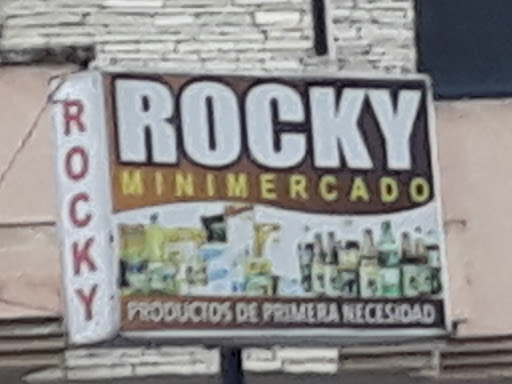 ROCKY
ROCKY
MINIMERCADO
PRODUCTOS DE PRIMERA NECESIDAD